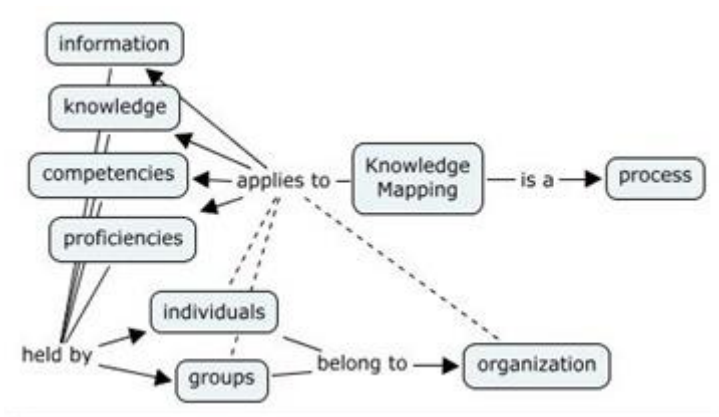 information
knowledge
competencies
proficiencies
applies to
Knowledge
Mapping
is a
process
individuals
held by
groups
belong to
organization